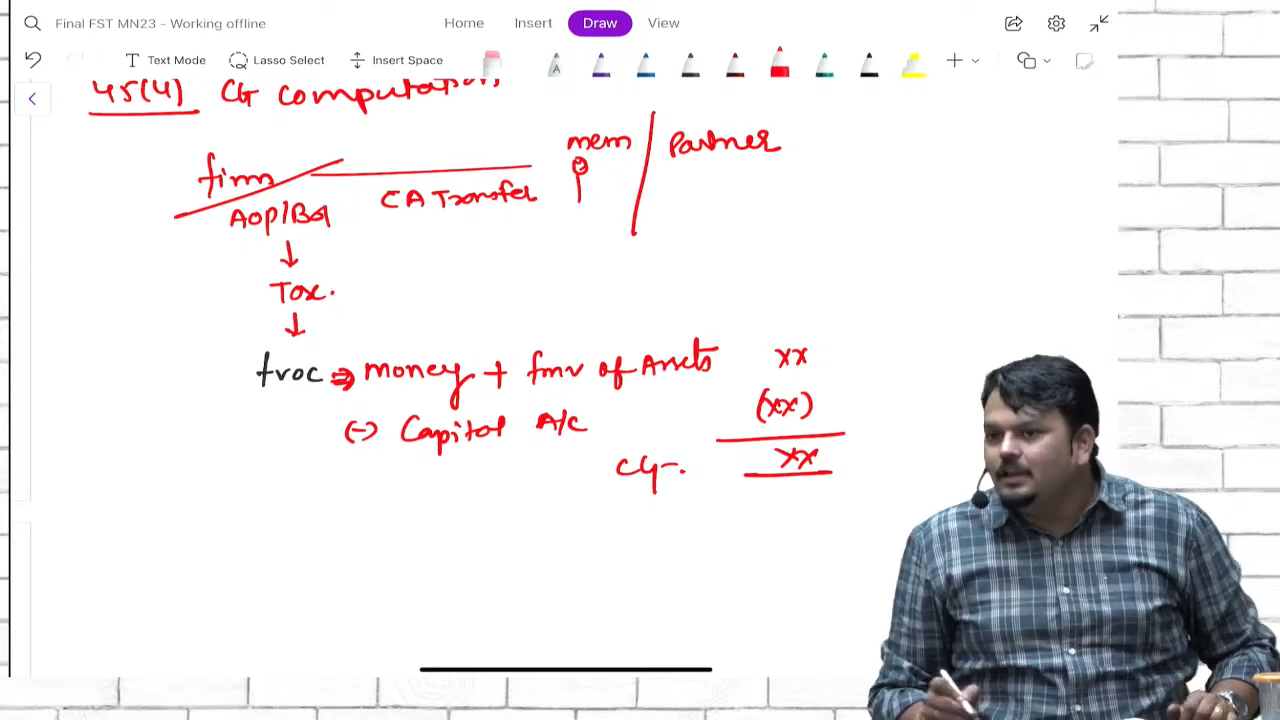 Final FST MN23 - Working offline
Home Insert Draw View
Text Mode Lasso Select Insert Space
45(4) CG Computation
firm
AOP/BOI
CA Transfer
mem
Partner
Tax.
fvoc ⇒ money + fmv of Assets xx
(-) Capital A/c (xx)
CG. xx